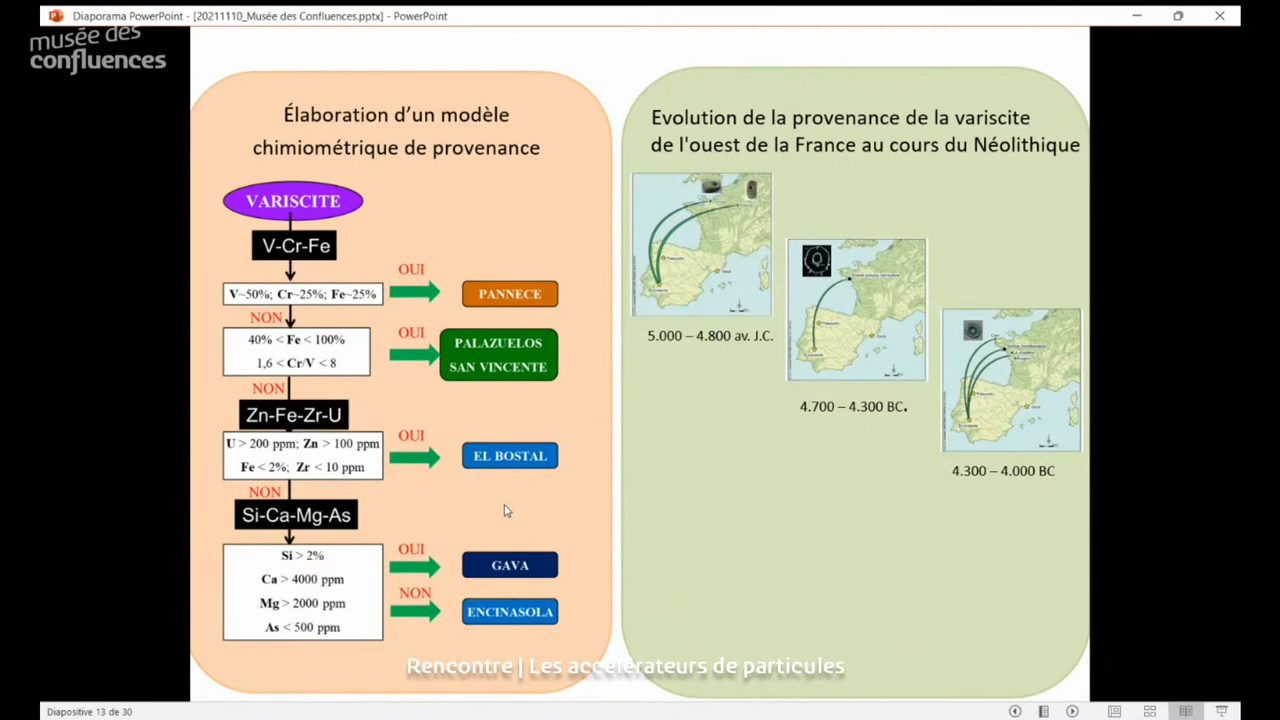 Diaporama PowerPoint - [20211110_Musée des Confluences.pptx] - PowerPoint
musée des
confluences
Élaboration d'un modèle
chimiométrique de provenance
VARISCITE
V-Cr-Fe
OUI
V~50%; Cr~25%; Fe~25%
PANNECE
NON
OUI
40% < Fe < 100%
1,6 < Cr/V < 8
PALAZUELOS
SAN VINCENTE
NON
Zn-Fe-Zr-U
OUI
U > 200 ppm; Zn > 100 ppm
Fe < 2%; Zr < 10 ppm
EL BOSTAL
NON
Si-Ca-Mg-As
OUI
Si > 2%
Ca > 4000 ppm
Mg > 2000 ppm
As < 500 ppm
GAVA
NON
ENCINASOLA
Evolution de la provenance de la variscite
de l'ouest de la France au cours du Néolithique
5.000 – 4.800 av. J.C.
4.700 – 4.300 BC.
4.300 – 4.000 BC
Rencontre | Les accélérateurs de particules
Diapositive 13 de 30